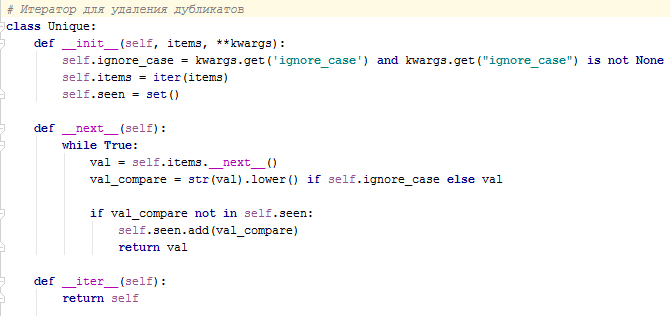 # Итератор для удаления дубликатов
class Unique:
    def __init__(self, items, **kwargs):
        self.ignore_case = kwargs.get('ignore_case') and kwargs.get("ignore_case") is not None
        self.items = iter(items)
        self.seen = set()

    def __next__(self):
        while True:
            val = self.items.__next__()
            val_compare = str(val).lower() if self.ignore_case else val

            if val_compare not in self.seen:
                self.seen.add(val_compare)
                return val

    def __iter__(self):
        return self